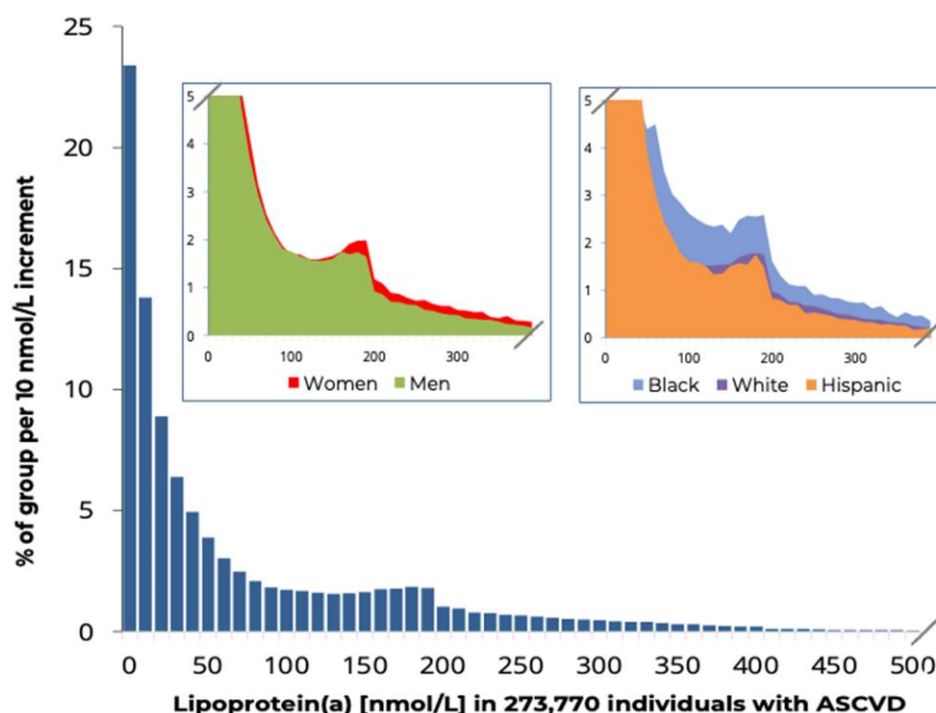 % of group per 10 nmol/L increment
25
20
15
10
5
0
0 50 100 150 200 250 300 350 400 450 500
Lipoprotein(a) [nmol/L] in 273,770 individuals with ASCVD
5
4
3
2
1
0
0 100 200 300
Women Men
5
4
3
2
1
0
0 100 200 300
Black White Hispanic